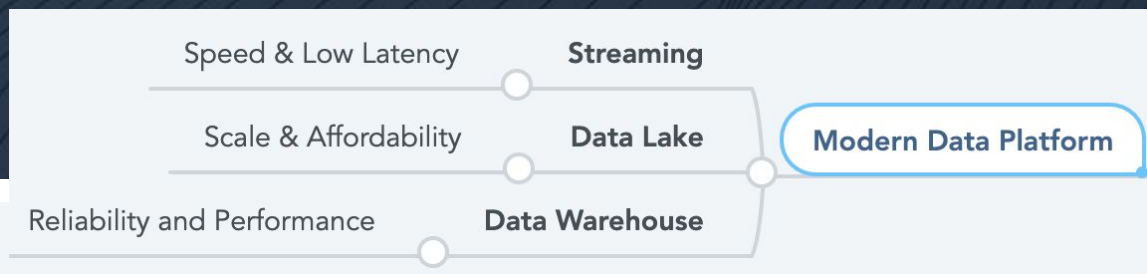 Speed & Low Latency Streaming
Scale & Affordability Data Lake
Modern Data Platform
Reliability and Performance Data Warehouse